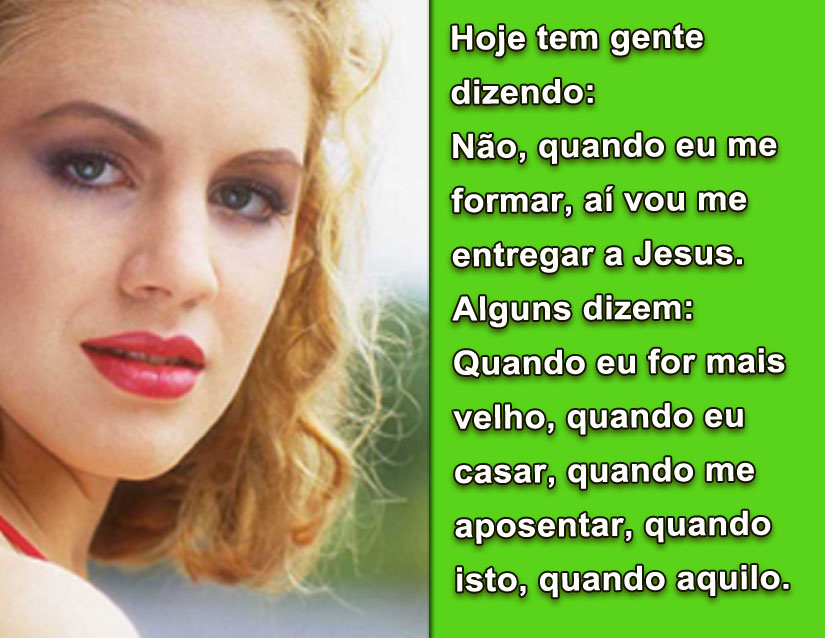 Hoje tem gente
dizendo:
Não, quando eu me
formar, aí vou me
entregar a Jesus.
Alguns dizem:
Quando eu for mais
velho, quando eu
casar, quando me
aposentar, quando
isto, quando aquilo.